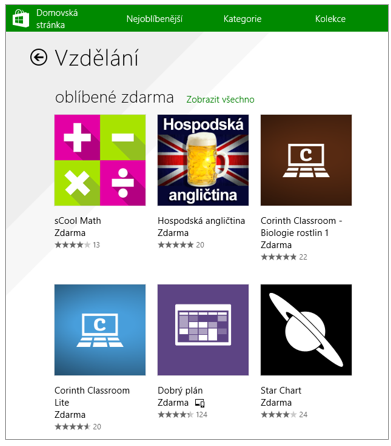 Domovská
stránka
Nejoblíbenější
Kategorie
Kolekce
Vzdělání
oblíbené zdarma
Zobrazit všechno
Hospodská
angličtina
C
sCool Math
Zdarma
13
Hospodská angličtina
Zdarma
20
Corinth Classroom -
Biologie rostlin 1
Zdarma
22
C
Corinth Classroom
Lite
Zdarma
20
Dobrý plán
Zdarma
124
Star Chart
Zdarma
24